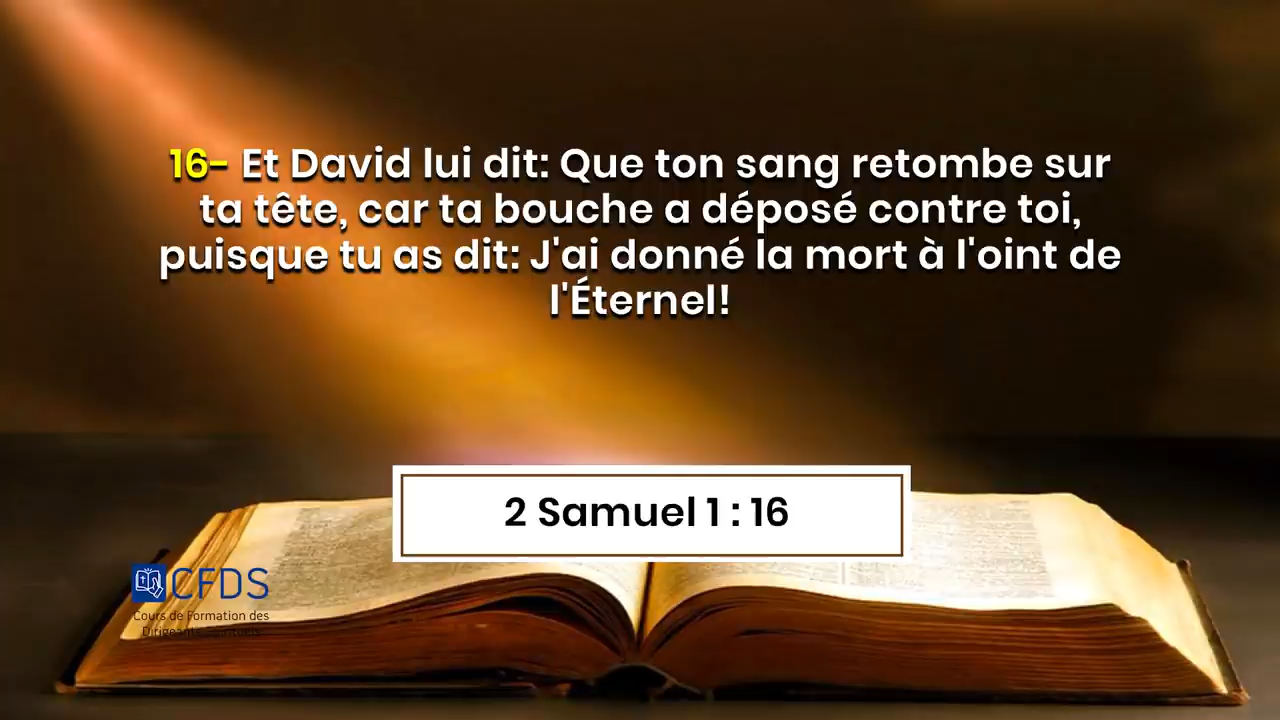 16- Et David lui dit: Que ton sang retombe sur
ta tête, car ta bouche a déposé contre toi,
puisque tu as dit: J'ai donné la mort à l'oint de
l'Éternel!
2 Samuel 1 : 16
CFDS
Cours de Formation des
Dirigeants Spirituels